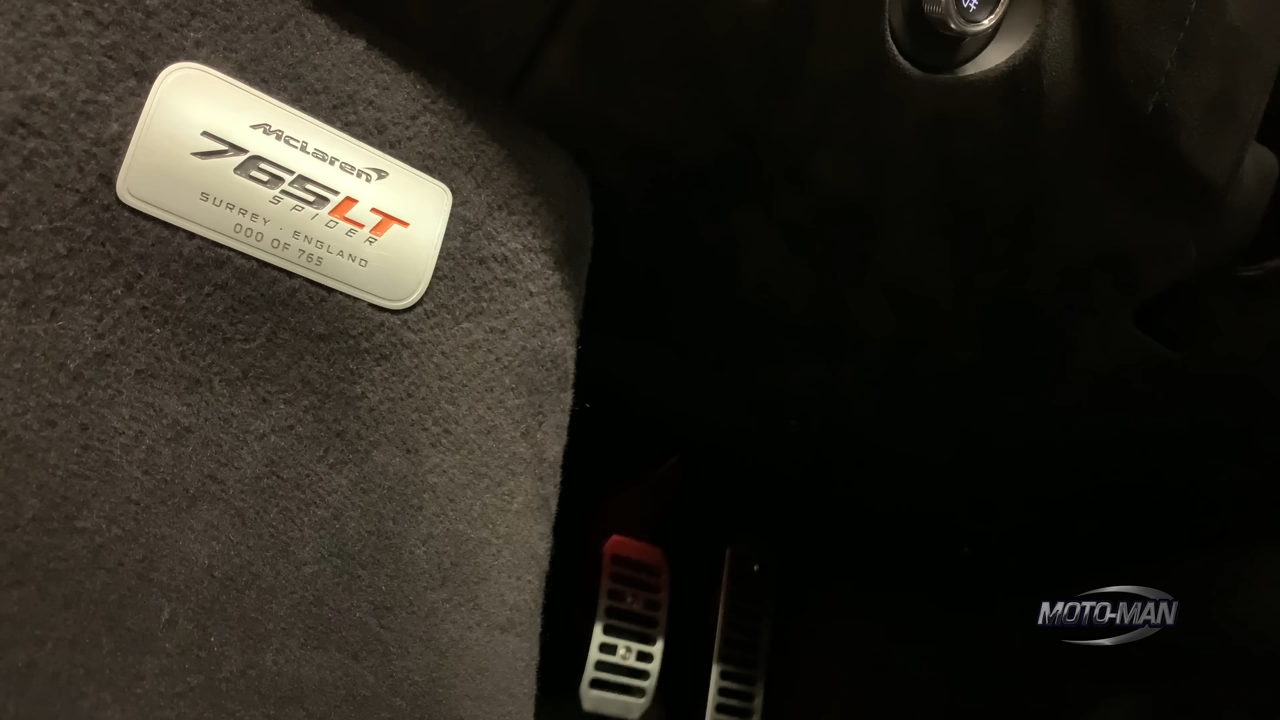 McLaren
765LT
SPIDER
SURREY . ENGLAND
000 OF 765
MOTO-MAN